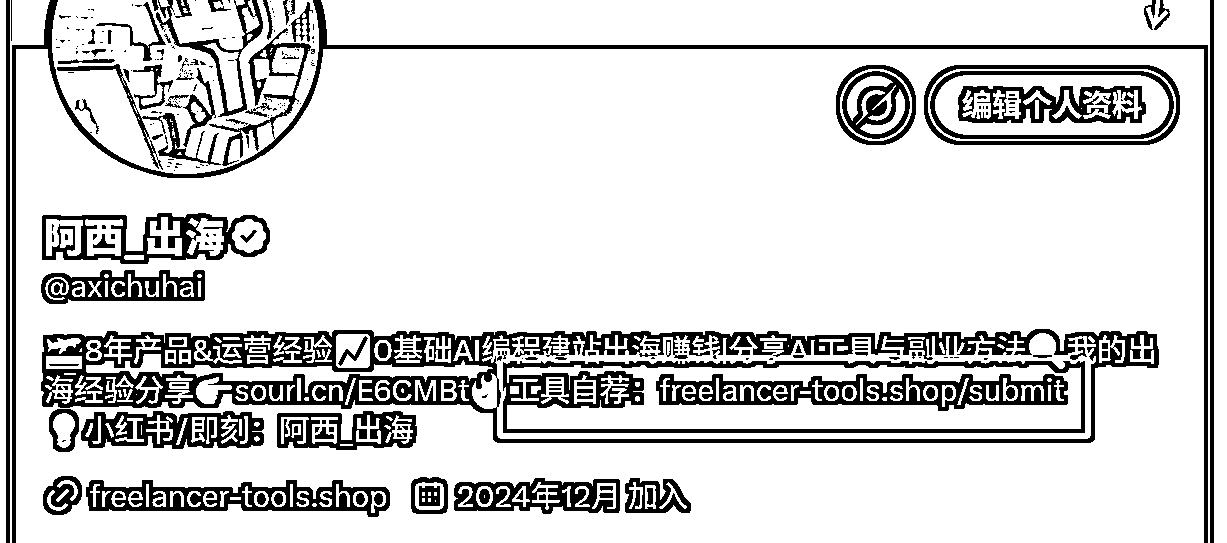 编辑个人资料
阿西_出海
@axichuhai
8年产品&运营经验📈0基础AI编程建站出海赚钱|分享AI工具与副业方法🔍我的出
海经验分享👉sourl.cn/E6CMBt🔥工具自荐：freelancer-tools.shop/submit
💡小红书/即刻：阿西_出海
freelancer-tools.shop 2024年12月 加入